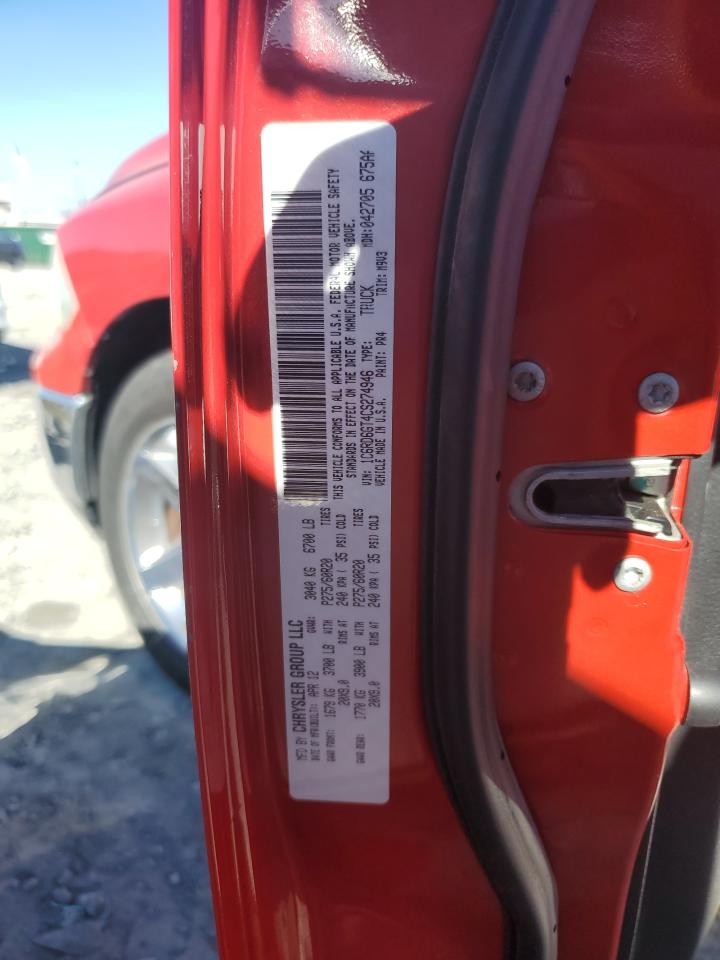 MFD BY CHRYSLER GROUP LLC
DATE OF MFR(BUILT): APR 12 GVWR: 3040 KG 6700 LB
GAWR FRONT: 1679 KG 3700 LB WITH P275/60R20 TIRES
20X9.0 RIMS AT 240 KPA ( 35 PSI) COLD
GAWR REAR: 1770 KG 3900 LB WITH P275/60R20 TIRES
20X9.0 RIMS AT 240 KPA ( 35 PSI) COLD
THIS VEHICLE CONFORMS TO ALL APPLICABLE U.S.A. FEDERAL MOTOR VEHICLE SAFETY
STANDARDS IN EFFECT ON THE DATE OF MANUFACTURE SHOWN ABOVE.
VIN: 1C6RD6GT4CS274946 TYPE: TRUCK MDH:042705 675Af
VEHICLE MADE IN U.S.A. PAINT: PR4 TRIM: M9V3